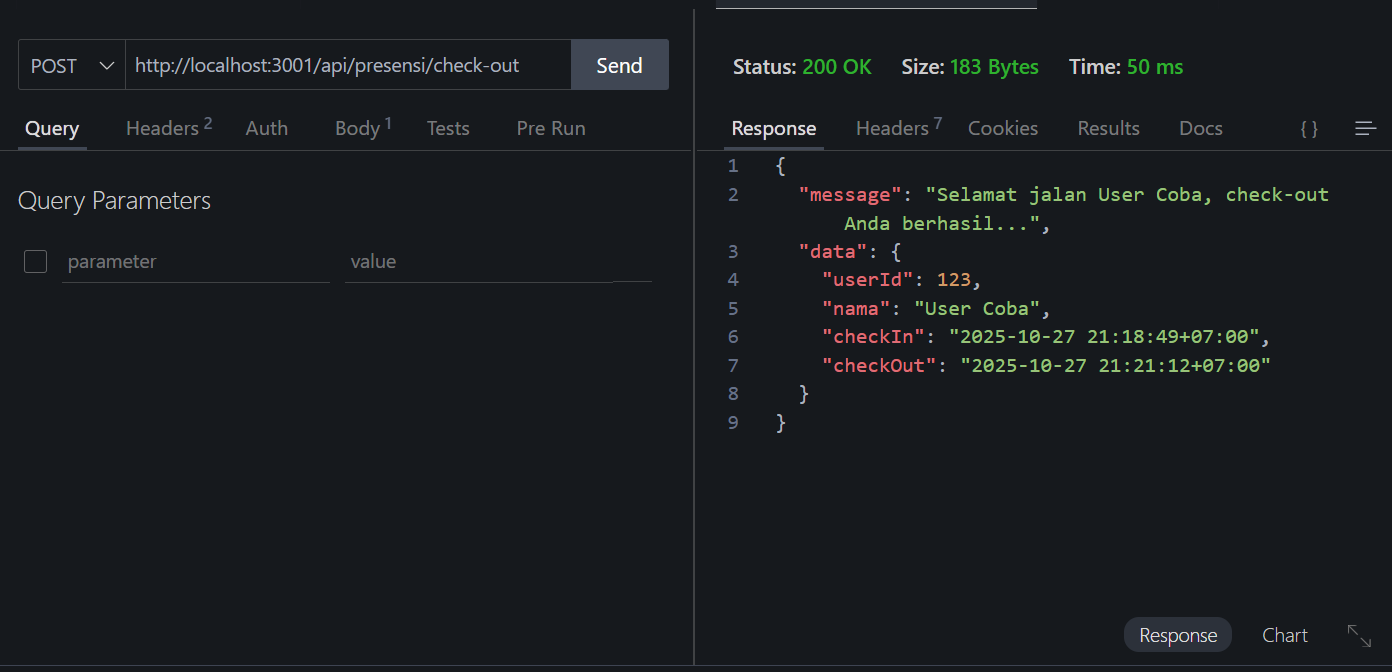 POST http://localhost:3001/api/presensi/check-out Send
Query Headers 2 Auth Body 1 Tests Pre Run
Query Parameters
parameter value
Status: 200 OK Size: 183 Bytes Time: 50 ms
Response Headers 7 Cookies Results Docs { }
1 {
2 "message": "Selamat jalan User Coba, check-out
Anda berhasil...",
3 "data": {
4 "userId": 123,
5 "nama": "User Coba",
6 "checkIn": "2025-10-27 21:18:49+07:00",
7 "checkOut": "2025-10-27 21:21:12+07:00"
8 }
9 }
Response Chart